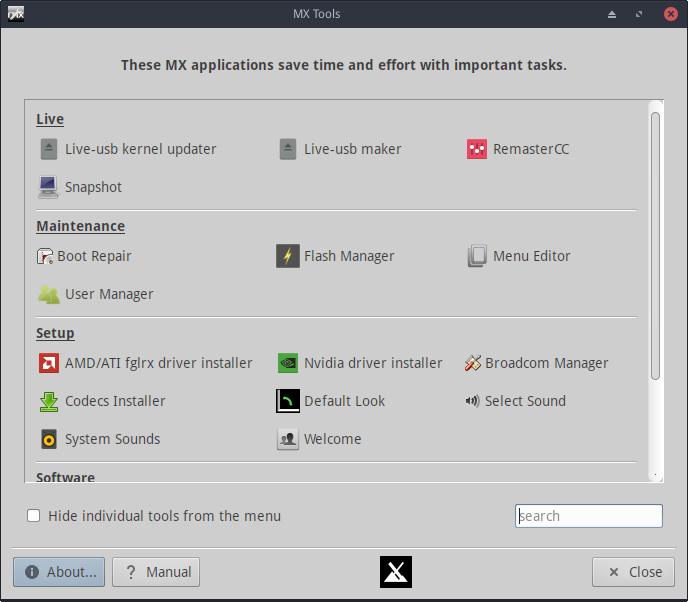 MX Tools
These MX applications save time and effort with important tasks.
Live
Live-usb kernel updater Live-usb maker RemasterCC
Snapshot
Maintenance
Boot Repair Flash Manager Menu Editor
User Manager
Setup
AMD/ATI fglrx driver installer Nvidia driver installer Broadcom Manager
Codecs Installer Default Look Select Sound
System Sounds Welcome
Software
Hide individual tools from the menu search
About... ? Manual Close